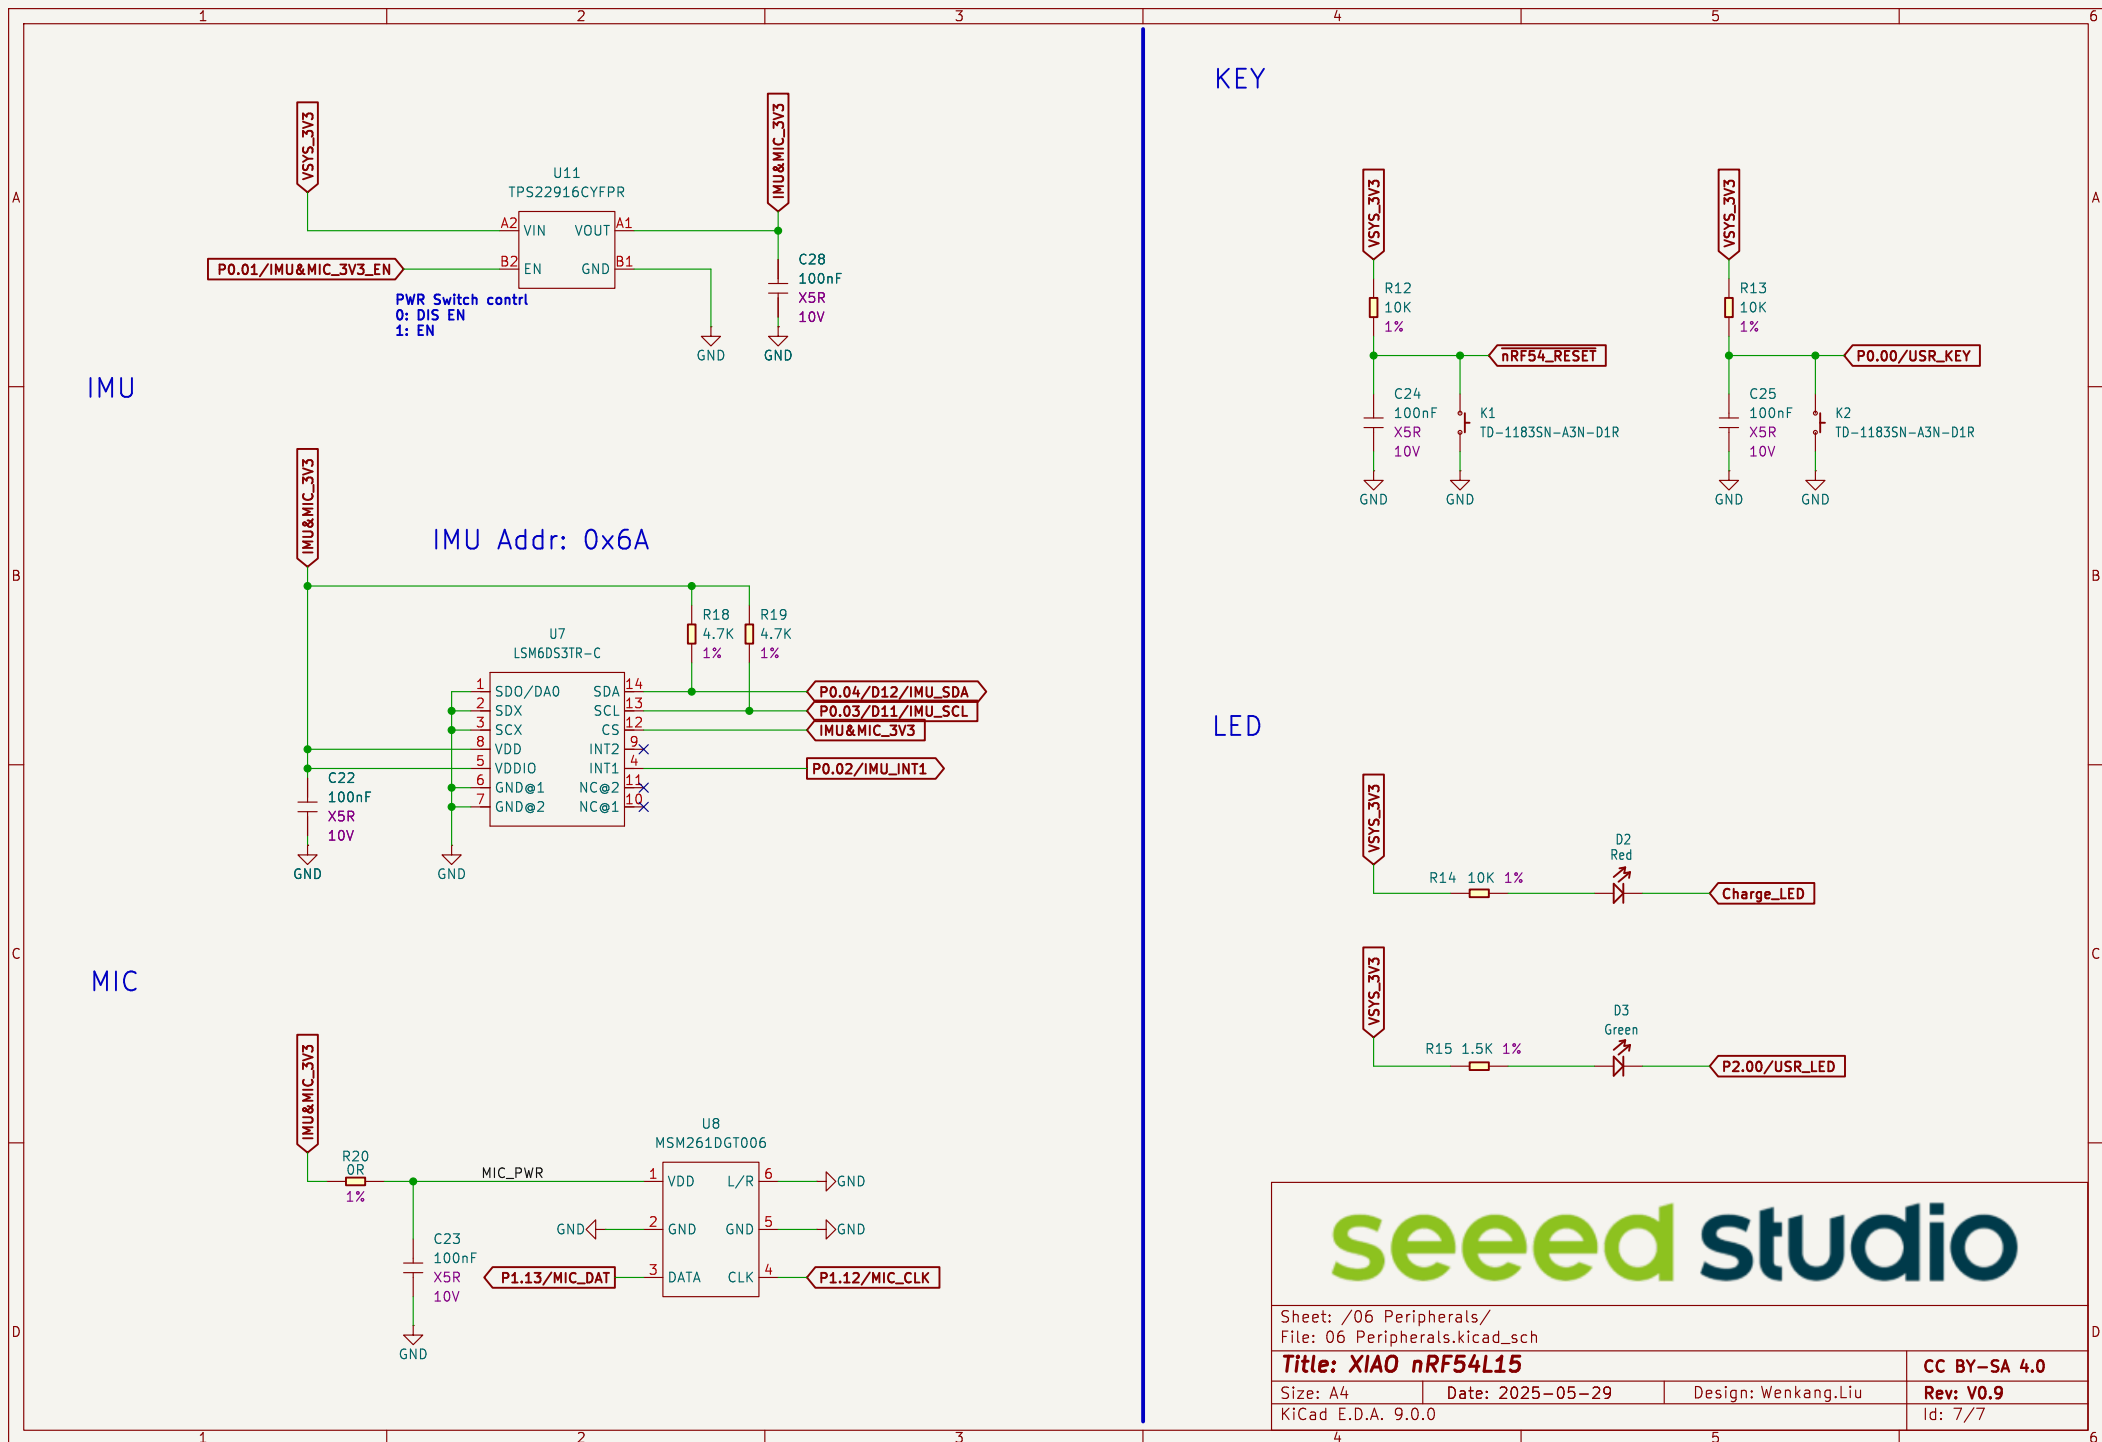 1 2 3 4 5 6
A
B
C
D
A
B
C
D
1 2 3 4 5 6
VSYS_3V3
IMU&MIC_3V3
U11
TPS22916CYFPR
A2 VIN
VOUT A1
B2 EN
GND B1
P0.01/IMU&MIC_3V3_EN
PWR Switch contrl
0: DIS EN
1: EN
C28
100nF
X5R
10V
GND
GND
IMU
IMU&MIC_3V3
IMU Addr: 0x6A
R18
4.7K
1%
R19
4.7K
1%
U7
LSM6DS3TR-C
1 SDO/DA0
2 SDX
3 SCX
8 VDD
5 VDDIO
6 GND@1
7 GND@2
SDA 14
SCL 13
CS 12
INT2 9
INT1 4
NC@2 11
NC@1 10
P0.04/D12/IMU_SDA
P0.03/D11/IMU_SCL
IMU&MIC_3V3
P0.02/IMU_INT1
C22
100nF
X5R
10V
GND
GND
MIC
IMU&MIC_3V3
R20
0R
1%
MIC_PWR
C23
100nF
X5R
10V
GND
U8
MSM261DGT006
1 VDD
L/R 6
GND
GND
2 GND
GND 5
GND
P1.13/MIC_DAT
3 DATA
CLK 4
P1.12/MIC_CLK
KEY
VSYS_3V3
R12
10K
1%
nRF54_RESET
C24
100nF
X5R
10V
K1
TD-1183SN-A3N-D1R
GND
GND
VSYS_3V3
R13
10K
1%
P0.00/USR_KEY
C25
100nF
X5R
10V
K2
TD-1183SN-A3N-D1R
GND
GND
LED
VSYS_3V3
R14 10K 1%
D2
Red
Charge_LED
VSYS_3V3
R15 1.5K 1%
D3
Green
P2.00/USR_LED
seeed studio
Sheet: /06 Peripherals/
File: 06 Peripherals.kicad_sch
Title: XIAO nRF54L15
CC BY-SA 4.0
Size: A4
Date: 2025-05-29
Design: Wenkang.Liu
Rev: V0.9
KiCad E.D.A. 9.0.0
Id: 7/7